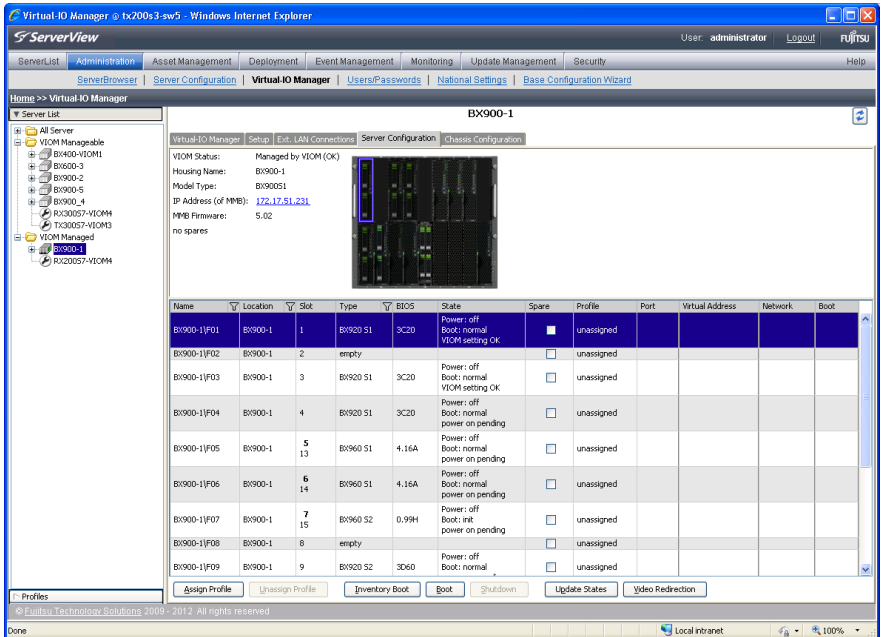 Virtual-IO Manager @ tx200s3-sw5 - Windows Internet Explorer
ServerView
User: administrator Logout FUJITSU
ServerList Administration Asset Management Deployment Event Management Monitoring Update Management Security Help
ServerBrowser | Server Configuration | Virtual-IO Manager | Users/Passwords | National Settings | Base Configuration Wizard
Home >> Virtual-IO Manager
Server List
All Server
VIOM Manageable
BX400-VIOM1
BX600-3
BX900-2
BX900-5
BX900_4
RX300S7-VIOM4
TX300S7-VIOM3
VIOM Managed
BX900-1
RX200S7-VIOM4
Profiles
BX900-1
Virtual-IO Manager Setup Ext. LAN Connections Server Configuration Chassis Configuration
VIOM Status: Managed by VIOM (OK)
Housing Name: BX900-1
Model Type: BX900S1
IP Address (of MMB): 172.17.51.231
MMB Firmware: 5.02
no spares
Name Location Slot Type BIOS State Spare Profile Port Virtual Address Network Boot
BX900-1\F01 BX900-1 1 BX920 S1 3C20 Power: off Boot: normal VIOM setting OK unassigned
BX900-1\F02 BX900-1 2 empty unassigned
BX900-1\F03 BX900-1 3 BX920 S1 3C20 Power: off Boot: normal VIOM setting OK unassigned
BX900-1\F04 BX900-1 4 BX920 S1 3C20 Power: off Boot: normal power on pending unassigned
BX900-1\F05 BX900-1 5 13 BX960 S1 4.16A Power: off Boot: normal power on pending unassigned
BX900-1\F06 BX900-1 6 14 BX960 S1 4.16A Power: off Boot: normal power on pending unassigned
BX900-1\F07 BX900-1 7 15 BX960 S2 0.99H Power: off Boot: init power on pending unassigned
BX900-1\F08 BX900-1 8 empty unassigned
BX900-1\F09 BX900-1 9 BX920 S2 3D60 Power: off Boot: normal unassigned
Assign Profile Unassign Profile Inventory Boot Boot Shutdown Update States Video Redirection
© Fujitsu Technology Solutions 2009 - 2012 All rights reserved
Done Local intranet 100%